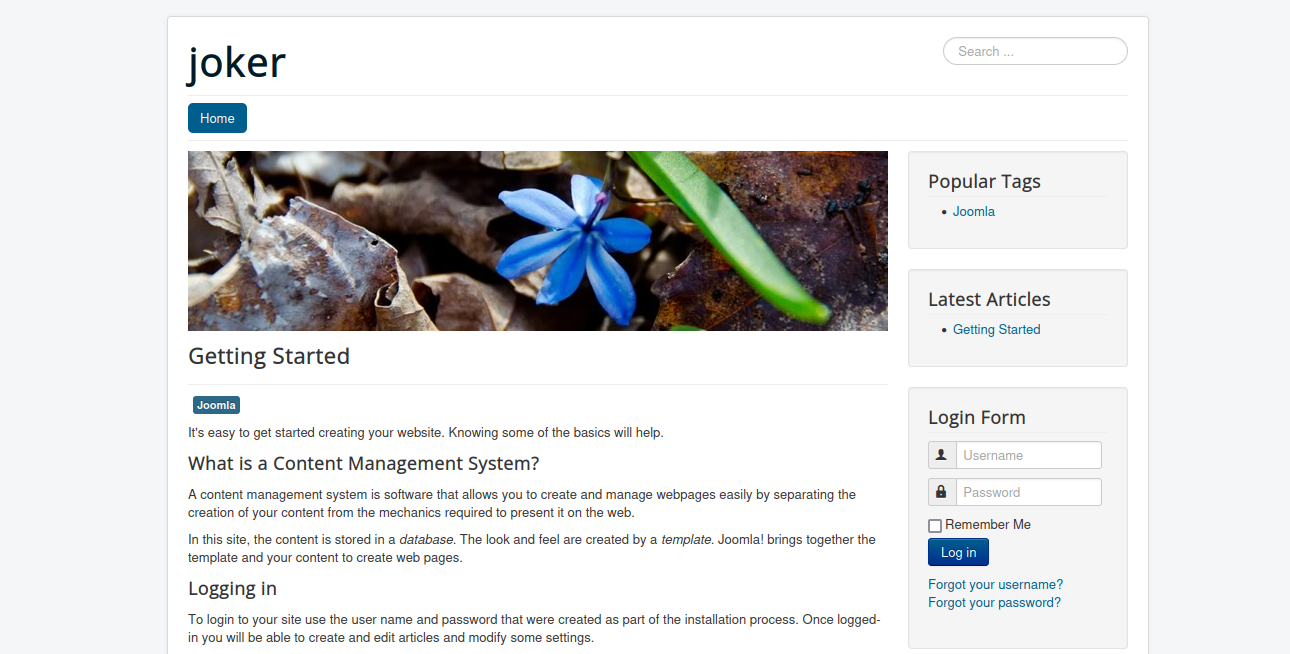 joker
Search ...
Home
Getting Started
Joomla
It's easy to get started creating your website. Knowing some of the basics will help.
What is a Content Management System?
A content management system is software that allows you to create and manage webpages easily by separating the
creation of your content from the mechanics required to present it on the web.
In this site, the content is stored in a database. The look and feel are created by a template. Joomla! brings together the
template and your content to create web pages.
Logging in
To login to your site use the user name and password that were created as part of the installation process. Once logged-
in you will be able to create and edit articles and modify some settings.
Popular Tags
Joomla
Latest Articles
Getting Started
Login Form
Username
Password
Remember Me
Log in
Forgot your username?
Forgot your password?